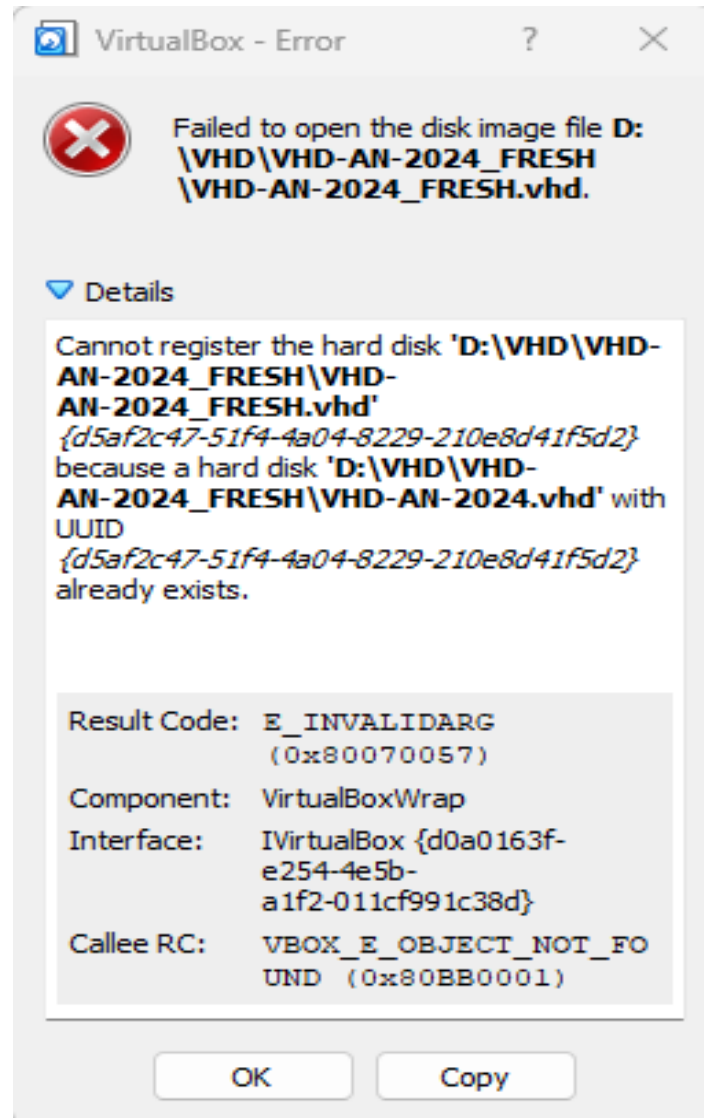 VirtualBox - Error ? ×
Failed to open the disk image file D:
\VHD\VHD-AN-2024_FRESH
\VHD-AN-2024_FRESH.vhd.
Details
Cannot register the hard disk 'D:\VHD\VHD-
AN-2024_FRESH\VHD-
AN-2024_FRESH.vhd'
{d5af2c47-51f4-4a04-8229-210e8d41f5d2}
because a hard disk 'D:\VHD\VHD-
AN-2024_FRESH\VHD-AN-2024.vhd' with
UUID
{d5af2c47-51f4-4a04-8229-210e8d41f5d2}
already exists.
Result Code: E_INVALIDARG
(0x80070057)
Component: VirtualBoxWrap
Interface: IVirtualBox {d0a0163f-
e254-4e5b-
a1f2-011cf991c38d}
Callee RC: VBOX_E_OBJECT_NOT_FO
UND (0x80BB0001)
OK Copy